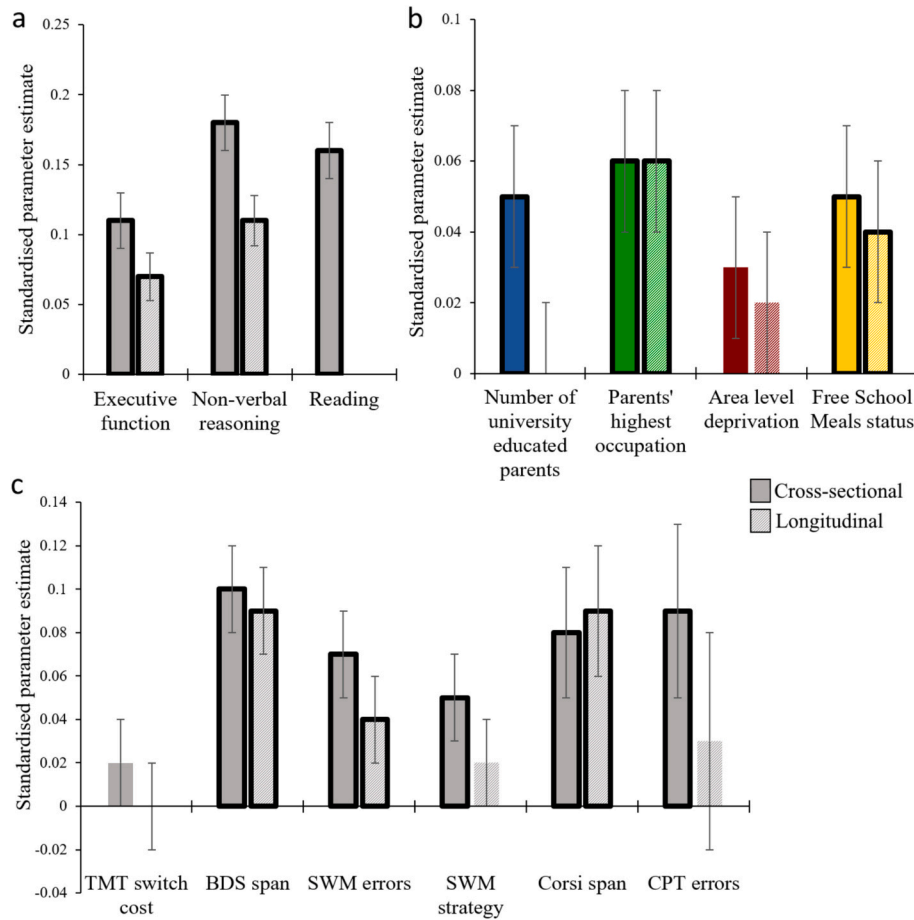 a
Standardised parameter estimate
0.25
0.2
0.15
0.1
0.05
0
Executive
function
Non-verbal
reasoning
Reading
b
Standardised parameter estimate
0.1
0.08
0.06
0.04
0.02
0
Number of
university
educated
parents
Parents'
highest
occupation
Area level
deprivation
Free School
Meals status
c
Standardised parameter estimate
0.14
0.12
0.1
0.08
0.06
0.04
0.02
0
-0.02
-0.04
TMT switch
cost
BDS span
SWM errors
SWM
strategy
Corsi span
CPT errors
Cross-sectional
Longitudinal